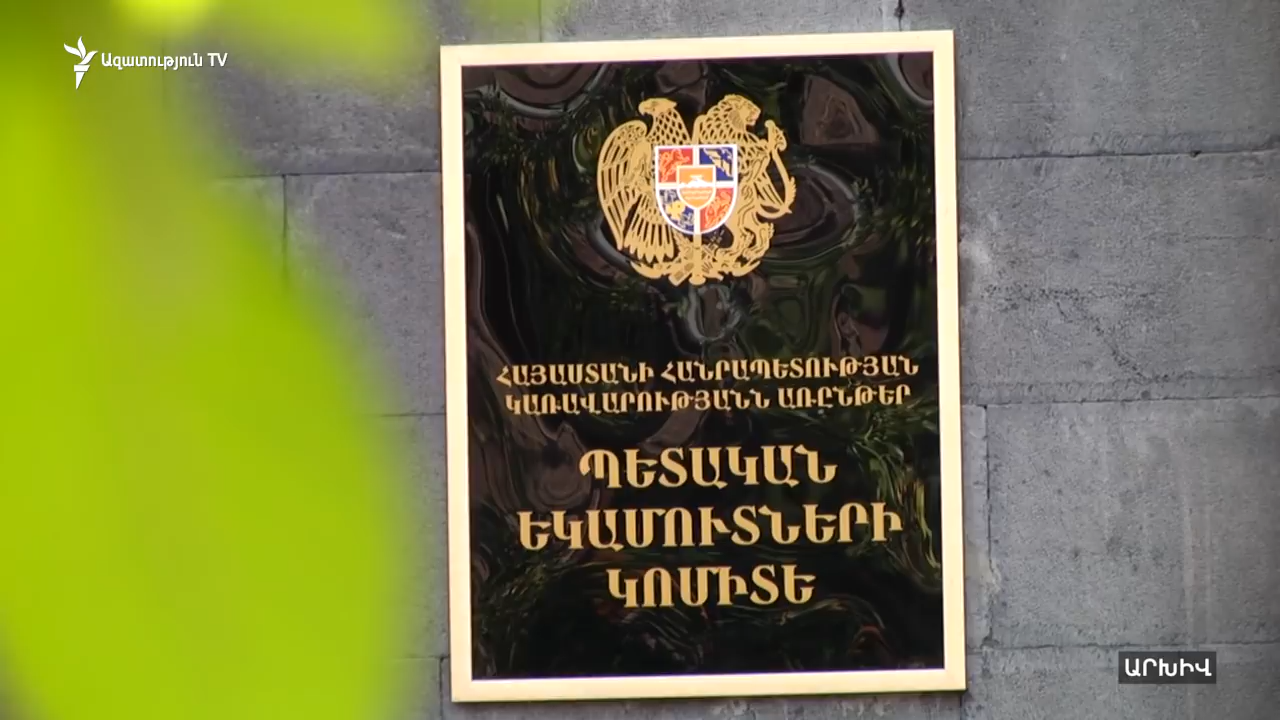 Ազատություն TV
ՀԱՅԱՍՏԱՆԻ ՀԱՆՐԱՊԵՏՈՒԹՅԱՆ
ԿԱՌԱՎԱՐՈՒԹՅԱՆՆ ԱՌԸՆԹԵՐ
ՊԵՏԱԿԱՆ
ԵԿԱՄՈՒՏՆԵՐԻ
ԿՈՄԻՏԵ
ԱՐԽԻՎ